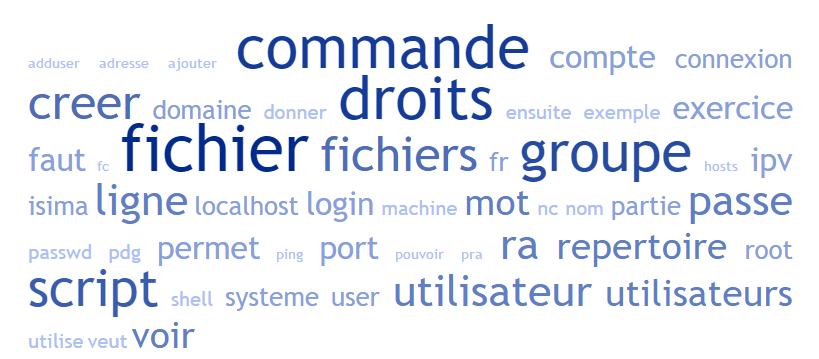 adduser adresse ajouter commande compte connexion
creer domaine donner droits ensuite exemple exercice
faut fc fichier fichiers fr groupe hosts ipv
isima ligne localhost login machine mot nc nom partie passe
passwd pdg permet ping port pouvoir pra ra repertoire root
script shell systeme user utilisateur utilisateurs
utilise veut voir